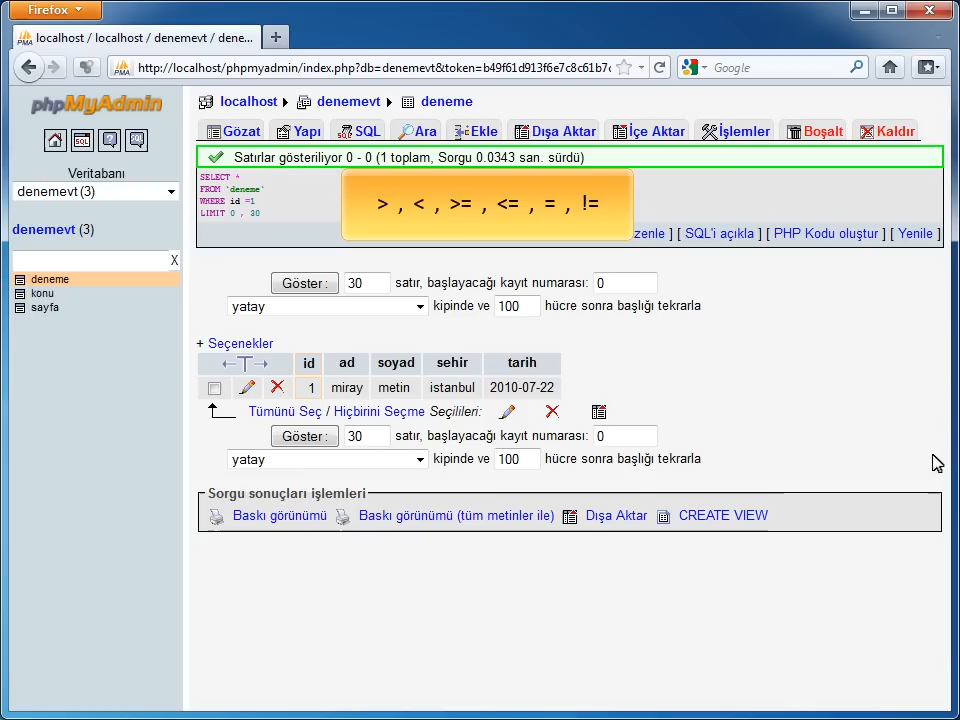 Firefox
localhost / localhost / denemevt / dene...
http://localhost/phpmyadmin/index.php?db=denemevt&token=b49f61d913f6e7c8c61b7c
Google
phpMyAdmin
localhost denemevt deneme
Gözat Yapı SQL Ara Ekle Dışa Aktar İçe Aktar İşlemler Boşalt Kaldır
Satırlar gösteriliyor 0 - 0 (1 toplam, Sorgu 0.0343 san. sürdü)
SELECT *
FROM `deneme`
WHERE id =1
LIMIT 0 , 30
> , < , >= , <= , = , !=
zenle ] [ SQL'i açıkla ] [ PHP Kodu oluştur ] [ Yenile ]
Veritabanı
denemevt (3)
denemevt (3)
X
deneme
konu
sayfa
Göster : 30 satır, başlayacağı kayıt numarası: 0
yatay kipinde ve 100 hücre sonra başlığı tekrarla
+ Seçenekler
←T→ id ad soyad sehir tarih
1 miray metin istanbul 2010-07-22
Tümünü Seç / Hiçbirini Seçme Seçilileri:
Göster : 30 satır, başlayacağı kayıt numarası: 0
yatay kipinde ve 100 hücre sonra başlığı tekrarla
Sorgu sonuçları işlemleri
Baskı görünümü Baskı görünümü (tüm metinler ile) Dışa Aktar CREATE VIEW